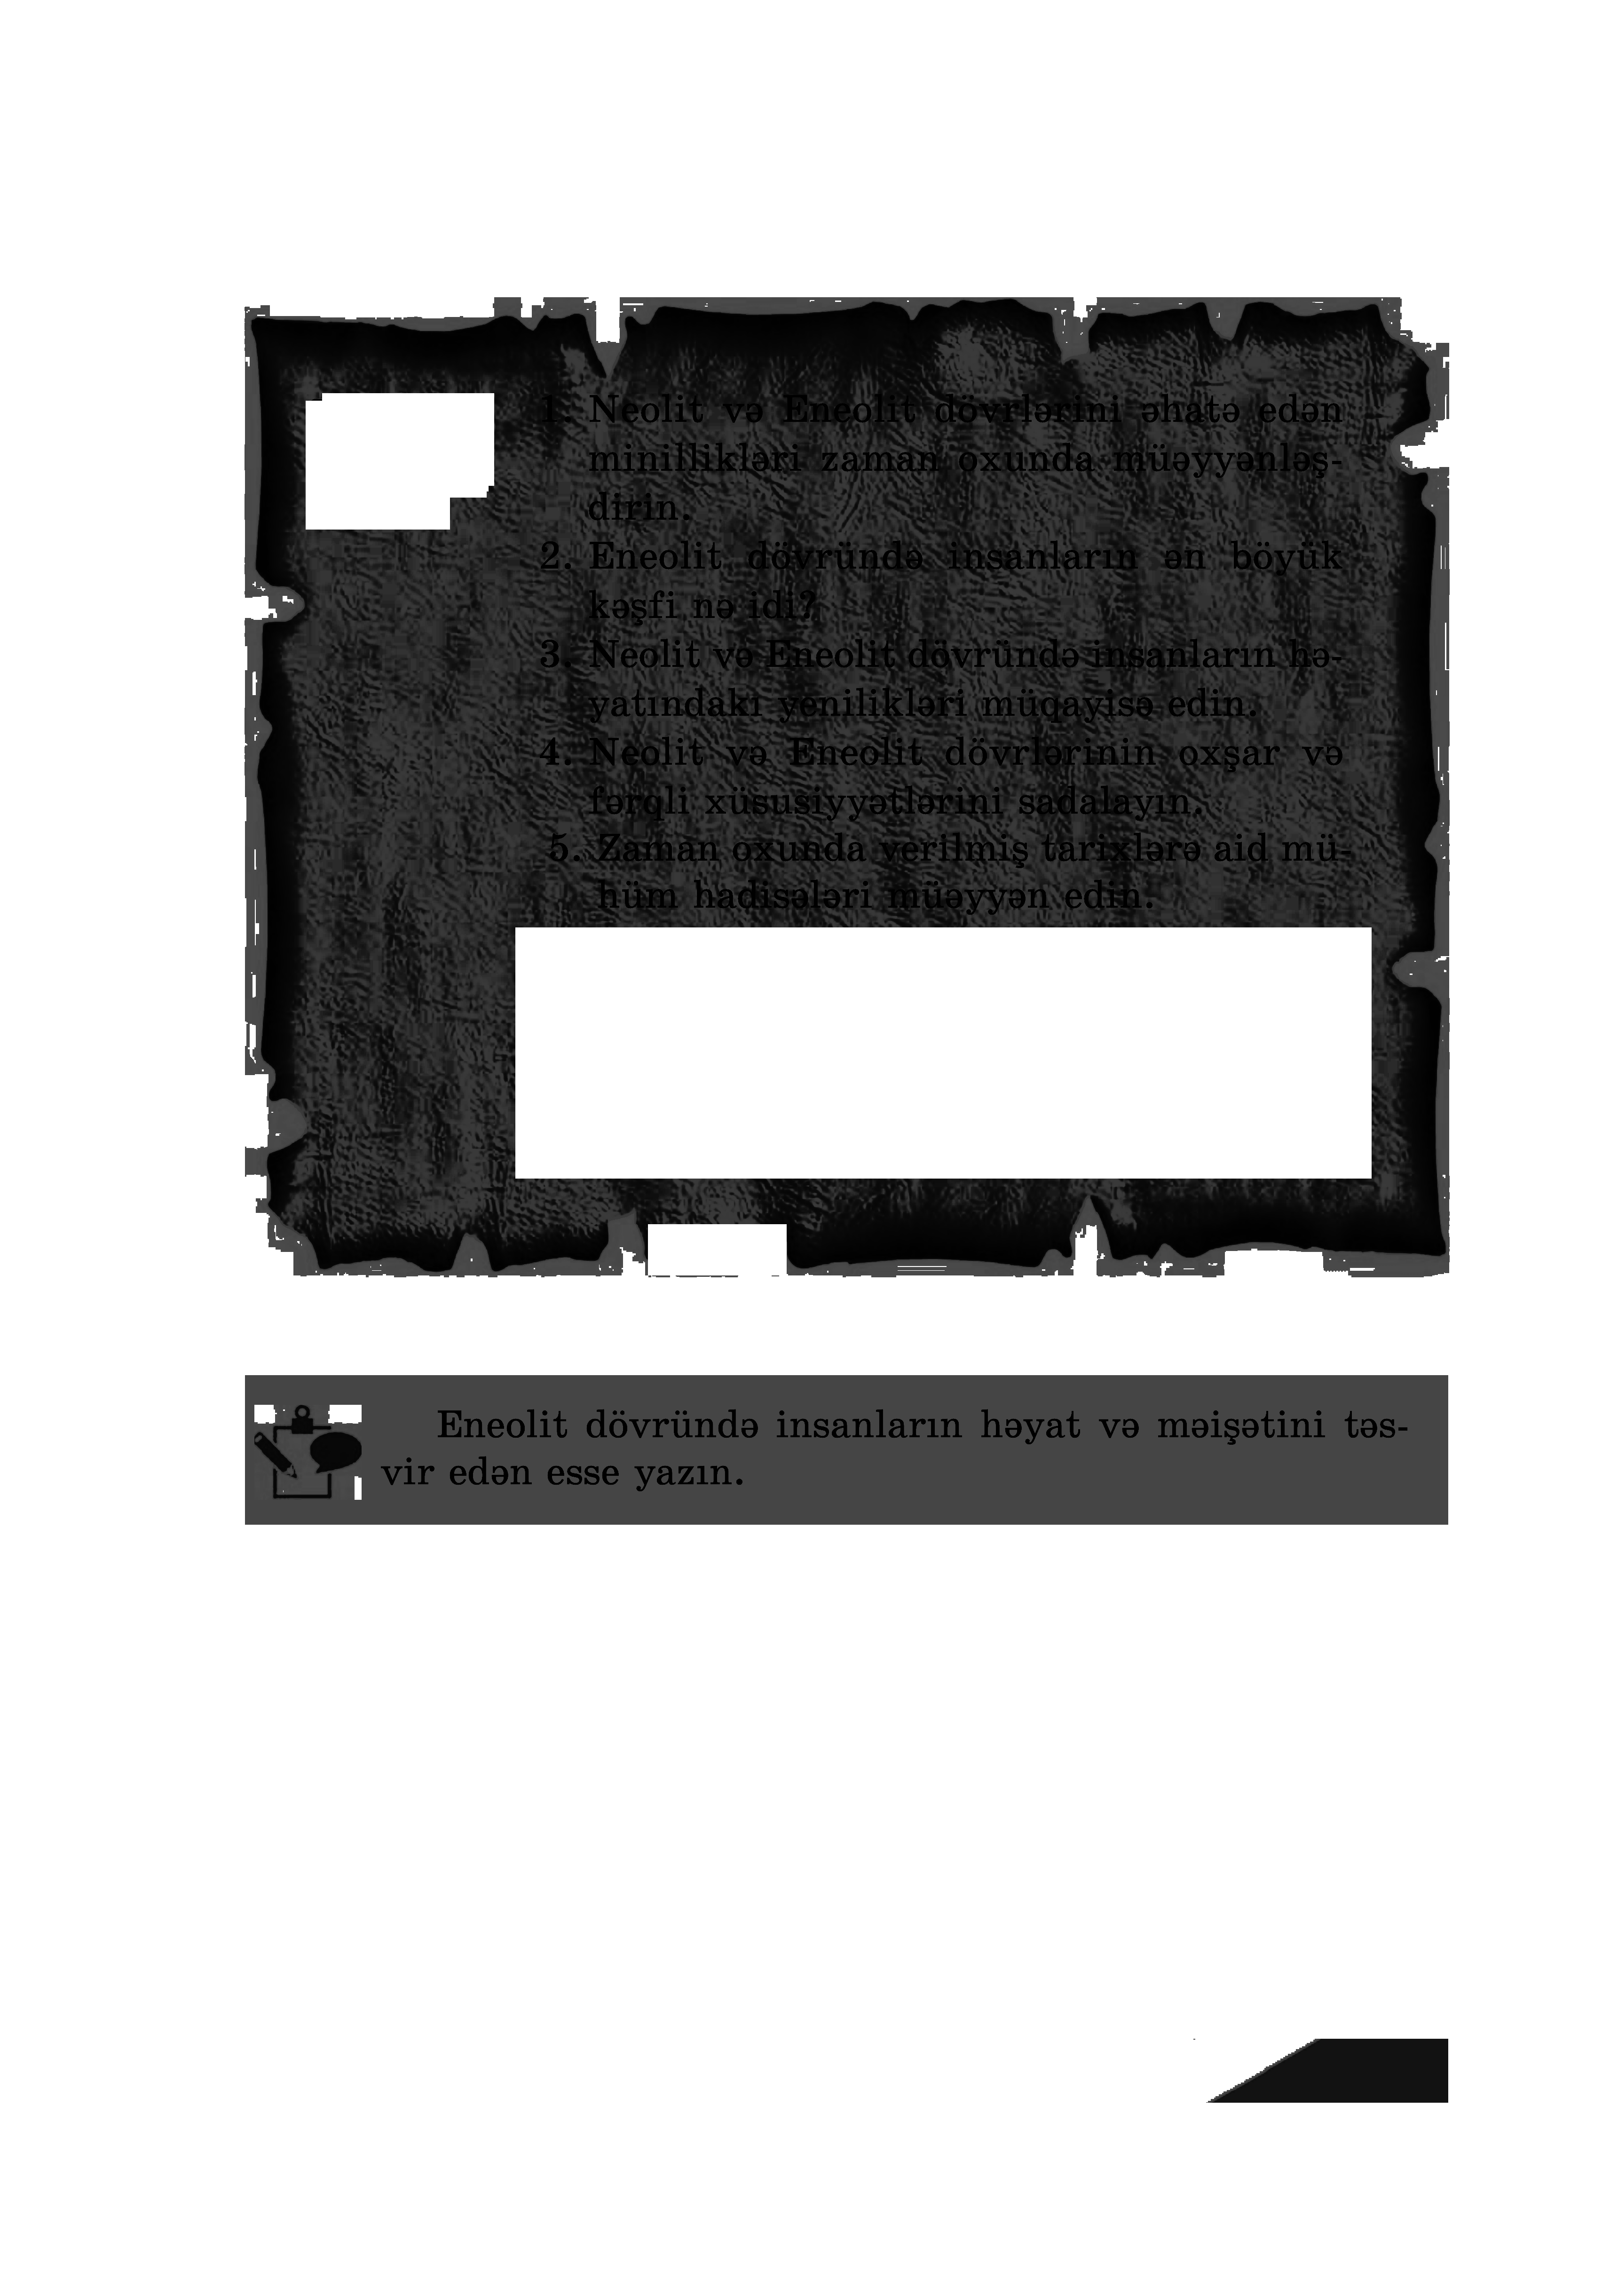 1. Neolit və Eneolit dövrlərini əhatə edən
minillikləri zaman oxunda müəyyənləş-
dirin.
2. Eneolit dövründə insanların ən böyük
kəşfi nə idi?
3. Neolit və Eneolit dövründə insanların hə-
yatındakı yenilikləri müqayisə edin.
4. Neolit və Eneolit dövrlərinin oxşar və
fərqli xüsusiyyətlərini sadalayın.
5. Zaman oxunda verilmiş tarixlərə aid mü-
hüm hadisələri müəyyən edin.
Eneolit dövründə insanların həyat və məişətini təs-
vir edən esse yazın.